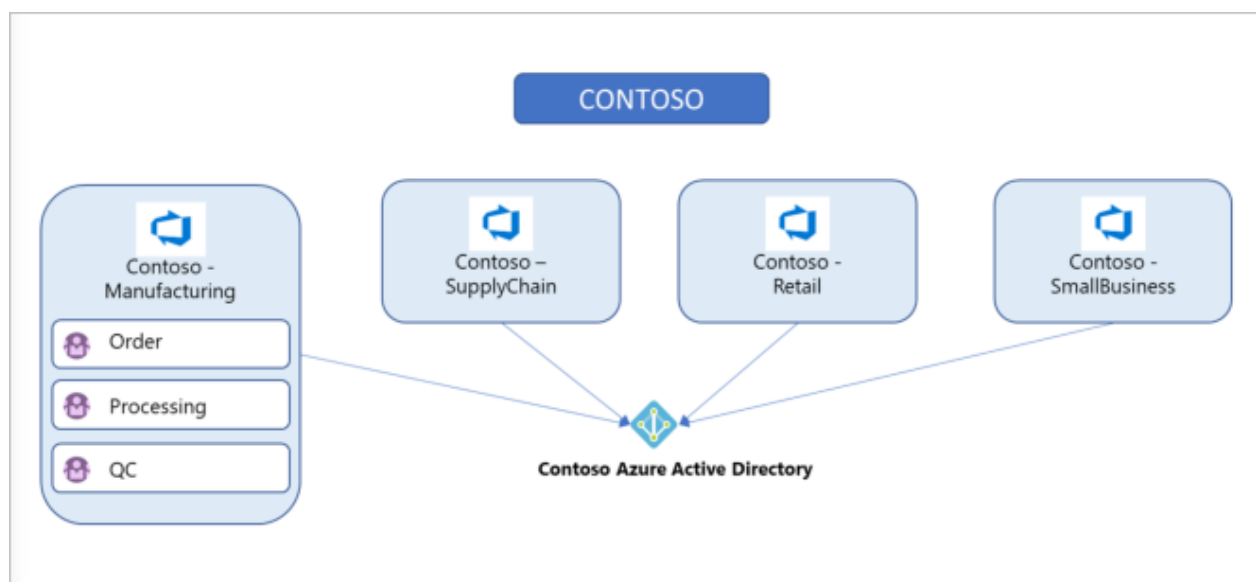 CONTOSO
Contoso -
Manufacturing
Order
Processing
QC
Contoso –
SupplyChain
Contoso -
Retail
Contoso -
SmallBusiness
Contoso Azure Active Directory